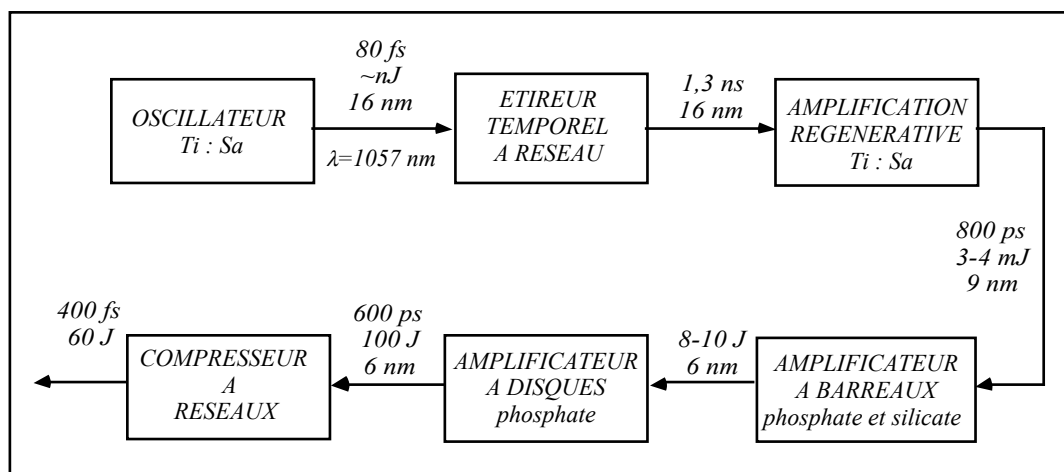 OSCILLATEUR
Ti : Sa
80 fs
~nJ
16 nm
λ=1057 nm
ETIREUR
TEMPOREL
A RESEAU
1,3 ns
16 nm
AMPLIFICATION
REGENERATIVE
Ti : Sa
800 ps
3-4 mJ
9 nm
AMPLIFICATEUR
A BARREAUX
phosphate et silicate
8-10 J
6 nm
AMPLIFICATEUR
A DISQUES
phosphate
600 ps
100 J
6 nm
COMPRESSEUR
A
RESEAUX
400 fs
60 J